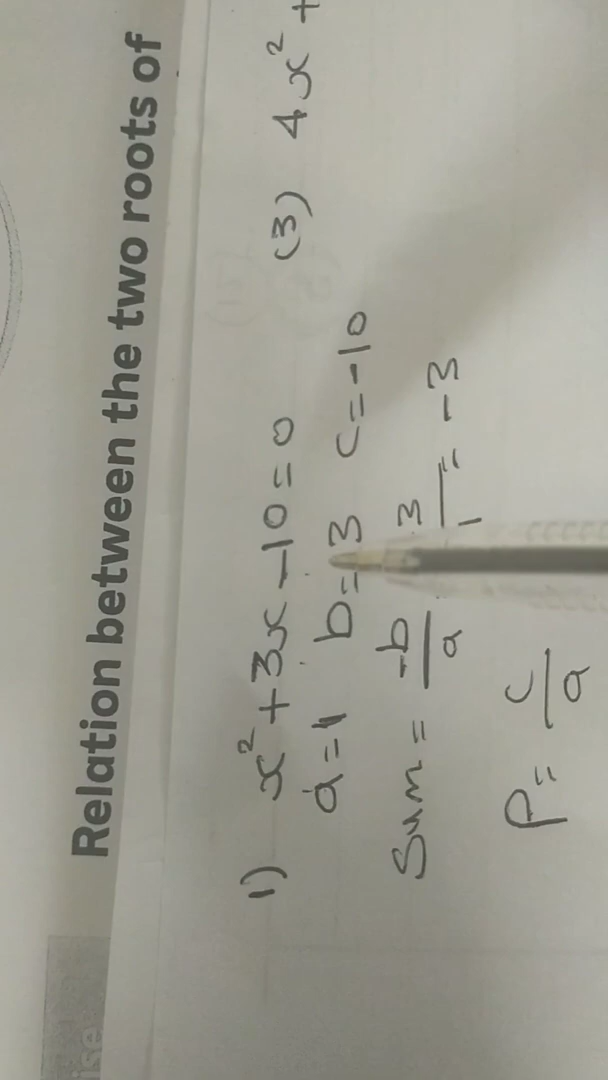 Relation between the two roots of
1) x² + 3x - 10 = 0 (3) 4x² +
a = 1 b = 3 c = -10
Sum = -b/a 3/1 = -3
P = c/a